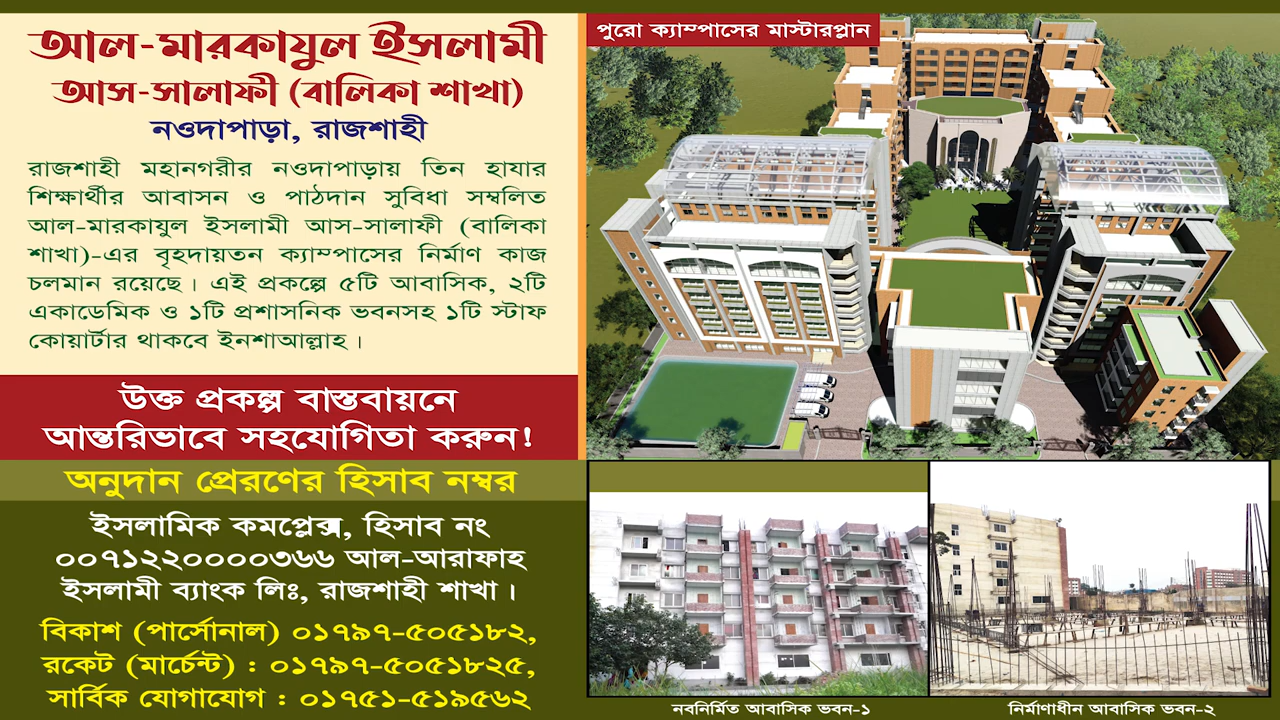 আল-মারকাযুল ইসলামী
আস-সালাফী (বালিকা শাখা)
নওদাপাড়া, রাজশাহী
রাজশাহী মহানগরীর নওদাপাড়ায় তিন হাযার
শিক্ষার্থীর আবাসন ও পাঠদান সুবিধা সম্বলিত
আল-মারকাযুল ইসলামী আস-সালাফী (বালিকা
শাখা)-এর বৃহদায়তন ক্যাম্পাসের নির্মাণ কাজ
চলমান রয়েছে। এই প্রকল্পে ৫টি আবাসিক, ২টি
একাডেমিক ও ১টি প্রশাসনিক ভবনসহ ১টি স্টাফ
কোয়ার্টার থাকবে ইনশাআল্লাহ।
উক্ত প্রকল্প বাস্তবায়নে
আন্তরিভাবে সহযোগিতা করুন!
অনুদান প্রেরণের হিসাব নম্বর
ইসলামিক কমপ্লেক্স, হিসাব নং
০০৭১২২০০০০৩৬৬ আল-আরাফাহ
ইসলামী ব্যাংক লিঃ, রাজশাহী শাখা।
বিকাশ (পার্সোনাল) ০১৭৯৭-৫০৫১৮২,
রকেট (মার্চেন্ট) : ০১৭৯৭-৫০৫১৮২৫,
সার্বিক যোগাযোগ : ০১৭৫১-৫১৯৫৬২
পুরো ক্যাম্পাসের মাস্টারপ্লান
নবনির্মিত আবাসিক ভবন-১
নির্মাণাধীন আবাসিক ভবন-২